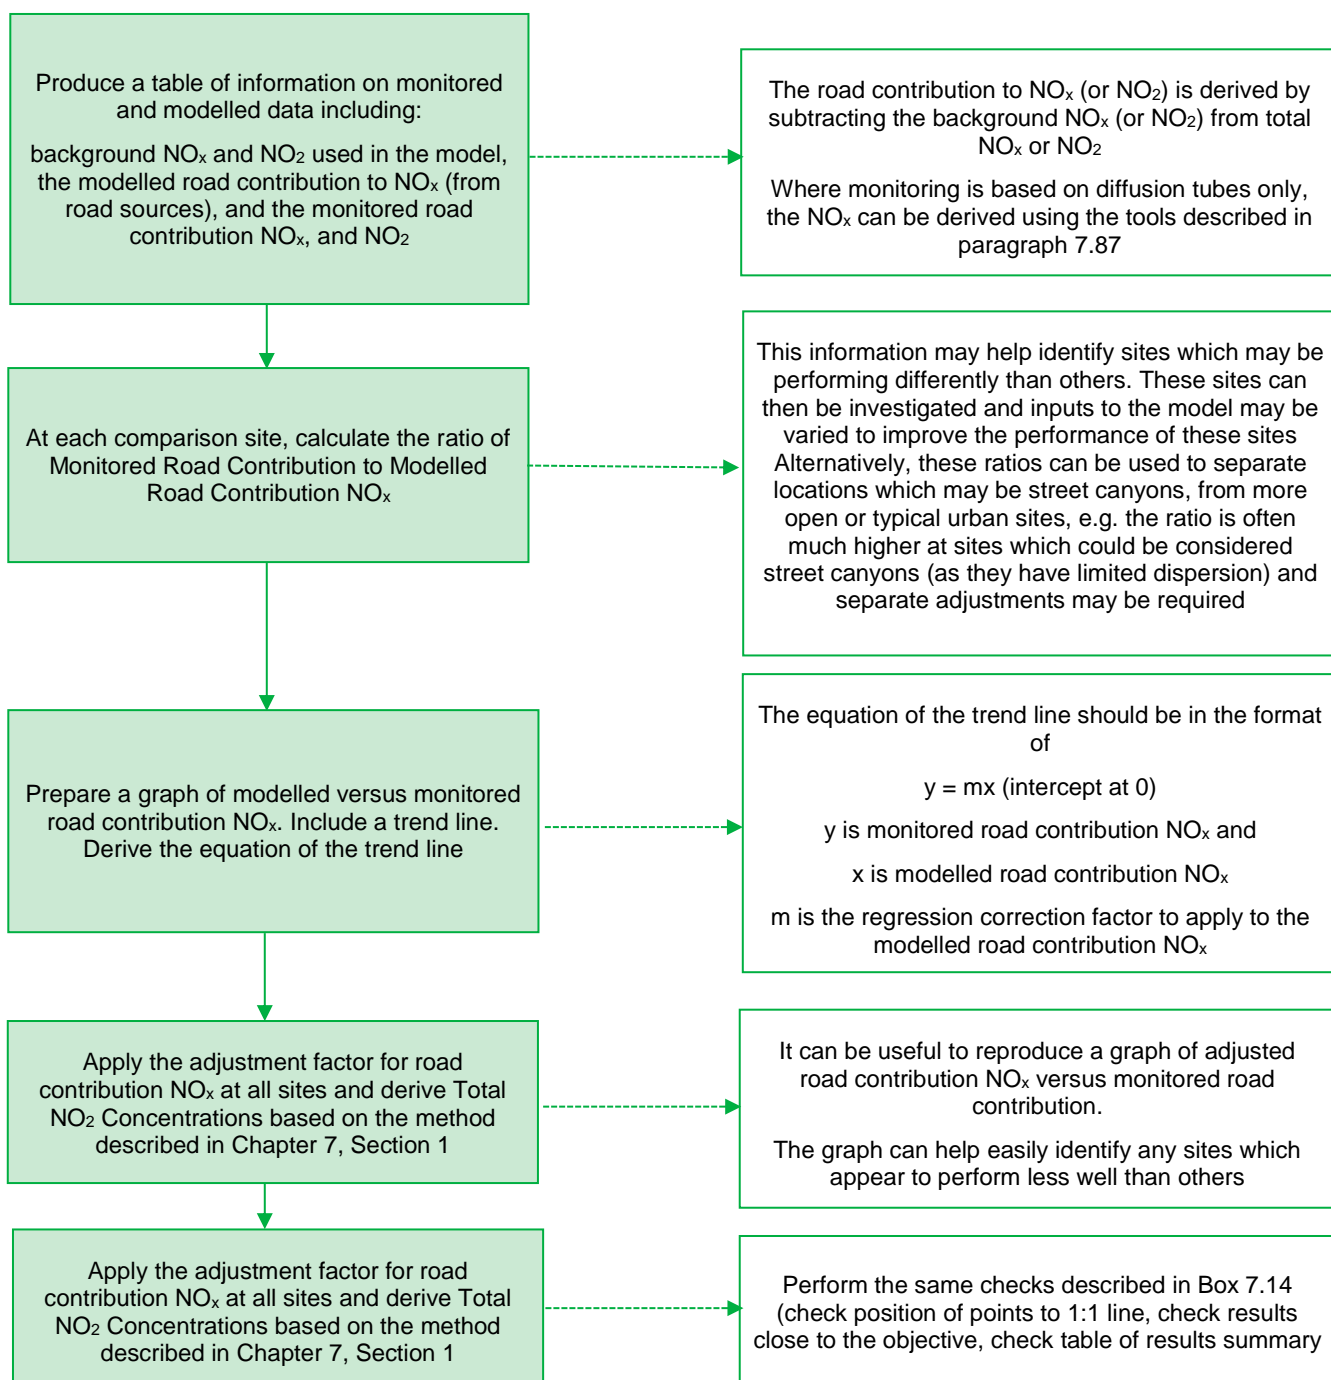 Produce a table of information on monitored
and modelled data including:
background NOx and NO2 used in the model,
the modelled road contribution to NOx (from
road sources), and the monitored road
contribution NOx, and NO2
The road contribution to NOx (or NO2) is derived by
subtracting the background NOx (or NO2) from total
NOx or NO2
Where monitoring is based on diffusion tubes only,
the NOx can be derived using the tools described in
paragraph 7.87
At each comparison site, calculate the ratio of
Monitored Road Contribution to Modelled
Road Contribution NOx
This information may help identify sites which may be
performing differently than others. These sites can
then be investigated and inputs to the model may be
varied to improve the performance of these sites
Alternatively, these ratios can be used to separate
locations which may be street canyons, from more
open or typical urban sites, e.g. the ratio is often
much higher at sites which could be considered
street canyons (as they have limited dispersion) and
separate adjustments may be required
Prepare a graph of modelled versus monitored
road contribution NOx. Include a trend line.
Derive the equation of the trend line
The equation of the trend line should be in the format
of
y = mx (intercept at 0)
y is monitored road contribution NOx and
x is modelled road contribution NOx
m is the regression correction factor to apply to the
modelled road contribution NOx
Apply the adjustment factor for road
contribution NOx at all sites and derive Total
NO2 Concentrations based on the method
described in Chapter 7, Section 1
It can be useful to reproduce a graph of adjusted
road contribution NOx versus monitored road
contribution.
The graph can help easily identify any sites which
appear to perform less well than others
Apply the adjustment factor for road
contribution NOx at all sites and derive Total
NO2 Concentrations based on the method
described in Chapter 7, Section 1
Perform the same checks described in Box 7.14
(check position of points to 1:1 line, check results
close to the objective, check table of results summary